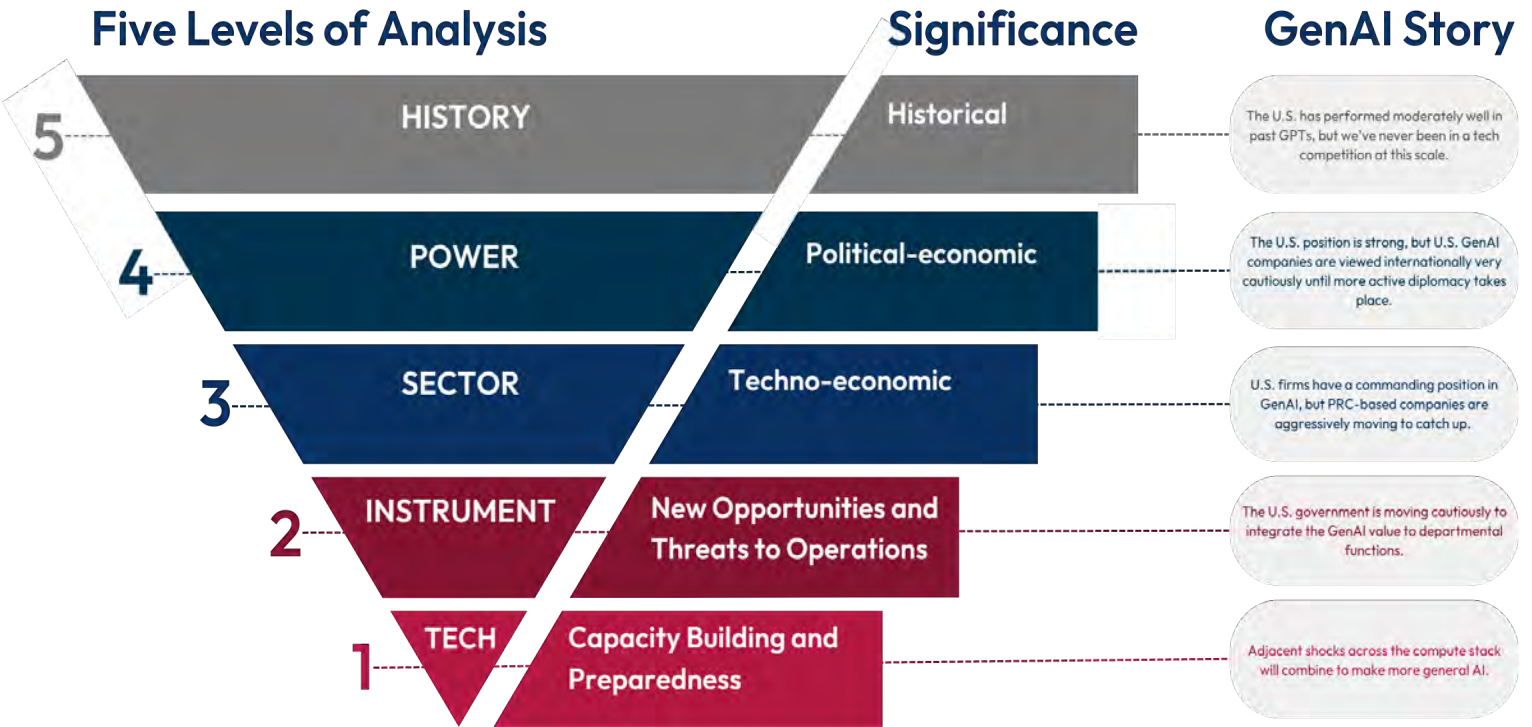 Five Levels of Analysis
Significance
GenAI Story
5
HISTORY
Historical
The U.S. has performed moderately well in
past GPTs, but we've never been in a tech
competition at this scale.
4
POWER
Political-economic
The U.S. position is strong, but U.S. GenAI
companies are viewed internationally very
cautiously until more active diplomacy takes
place.
3
SECTOR
Techno-economic
U.S. firms have a commanding position in
GenAI, but PRC-based companies are
aggressively moving to catch up.
2
INSTRUMENT
New Opportunities and
Threats to Operations
The U.S. government is moving cautiously to
integrate the GenAI value to departmental
functions.
1
TECH
Capacity Building and
Preparedness
Adjacent shocks across the compute stack
will combine to make more general AI.